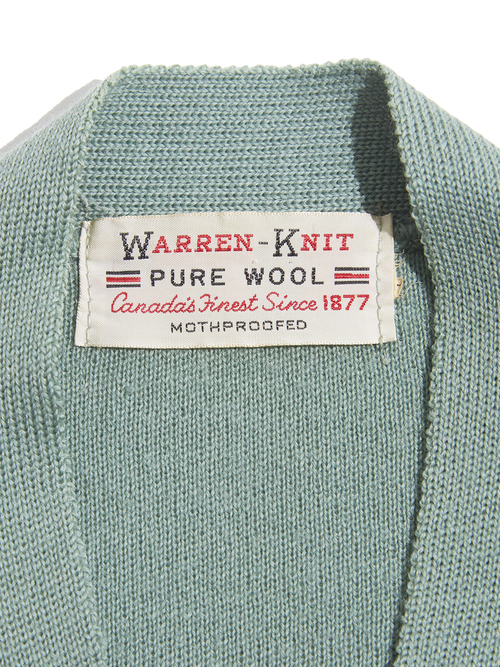 WARREN-KNIT
PURE WOOL
Canada's Finest Since 1877
MOTHPROOFED